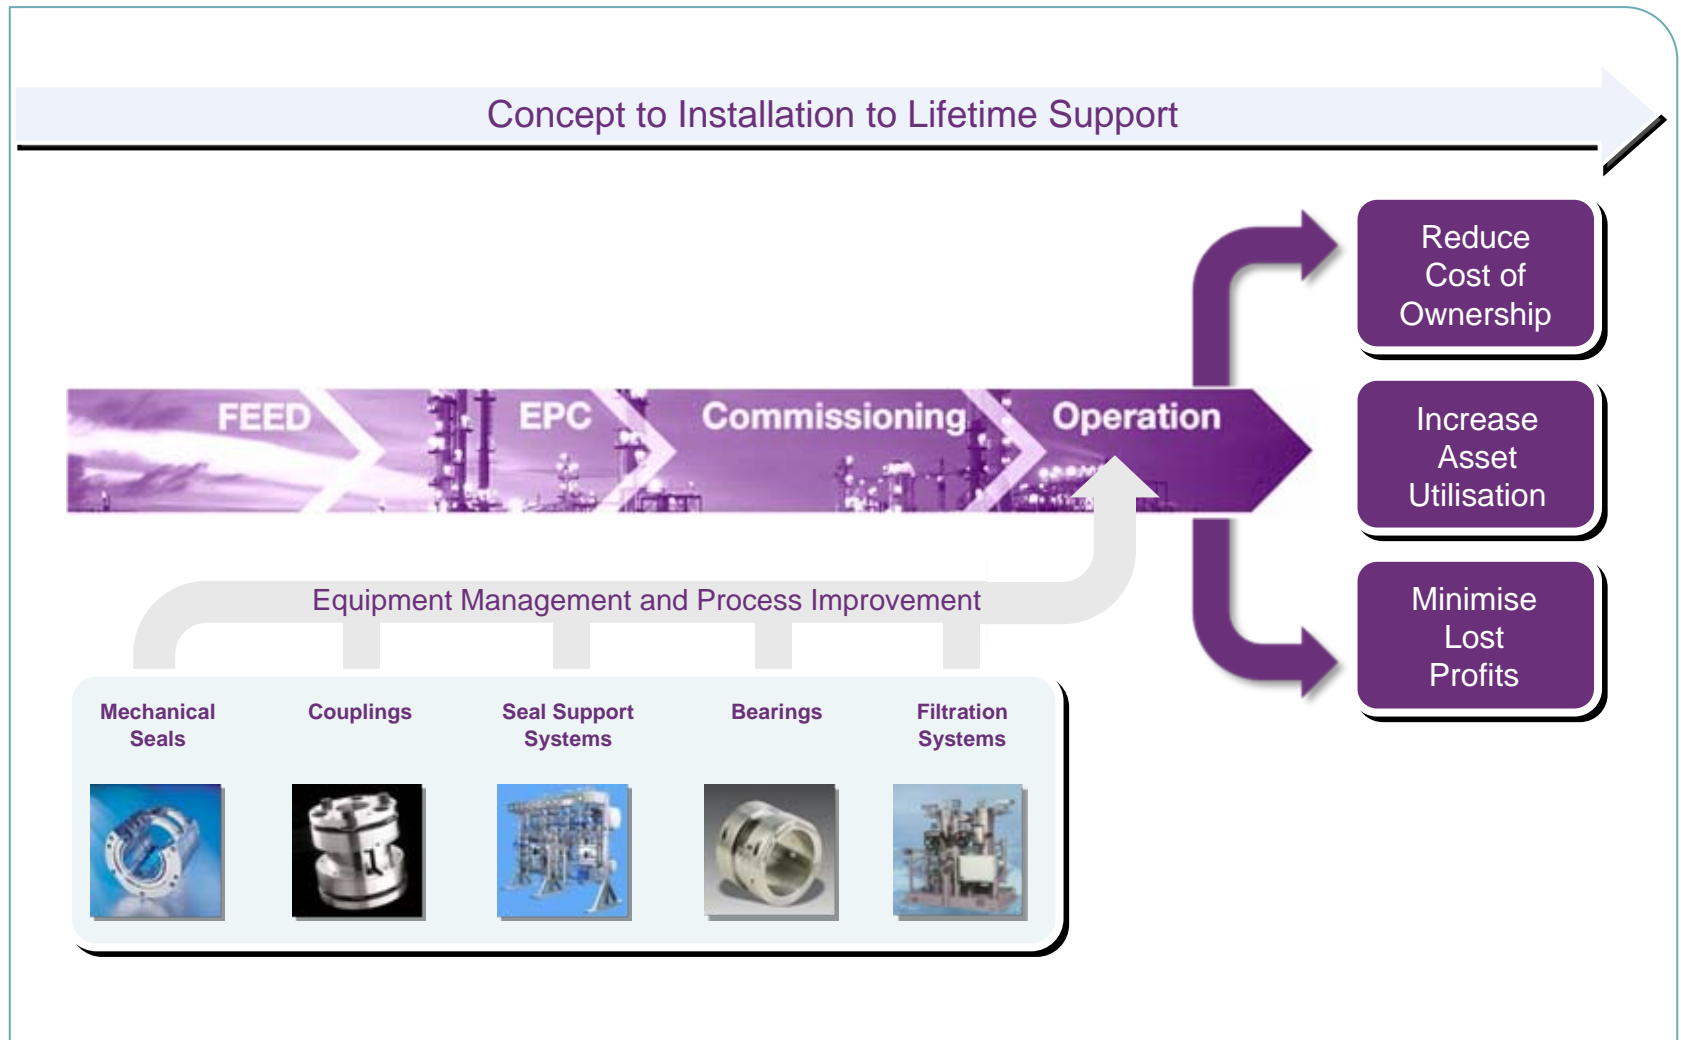 Concept to Installation to Lifetime Support
Reduce
Cost of
Ownership
FEED
EPC
Commissioning
Operation
Increase
Asset
Utilisation
Equipment Management and Process Improvement
Minimise
Lost
Profits
Mechanical
Seals
Couplings
Seal Support
Systems
Bearings
Filtration
Systems